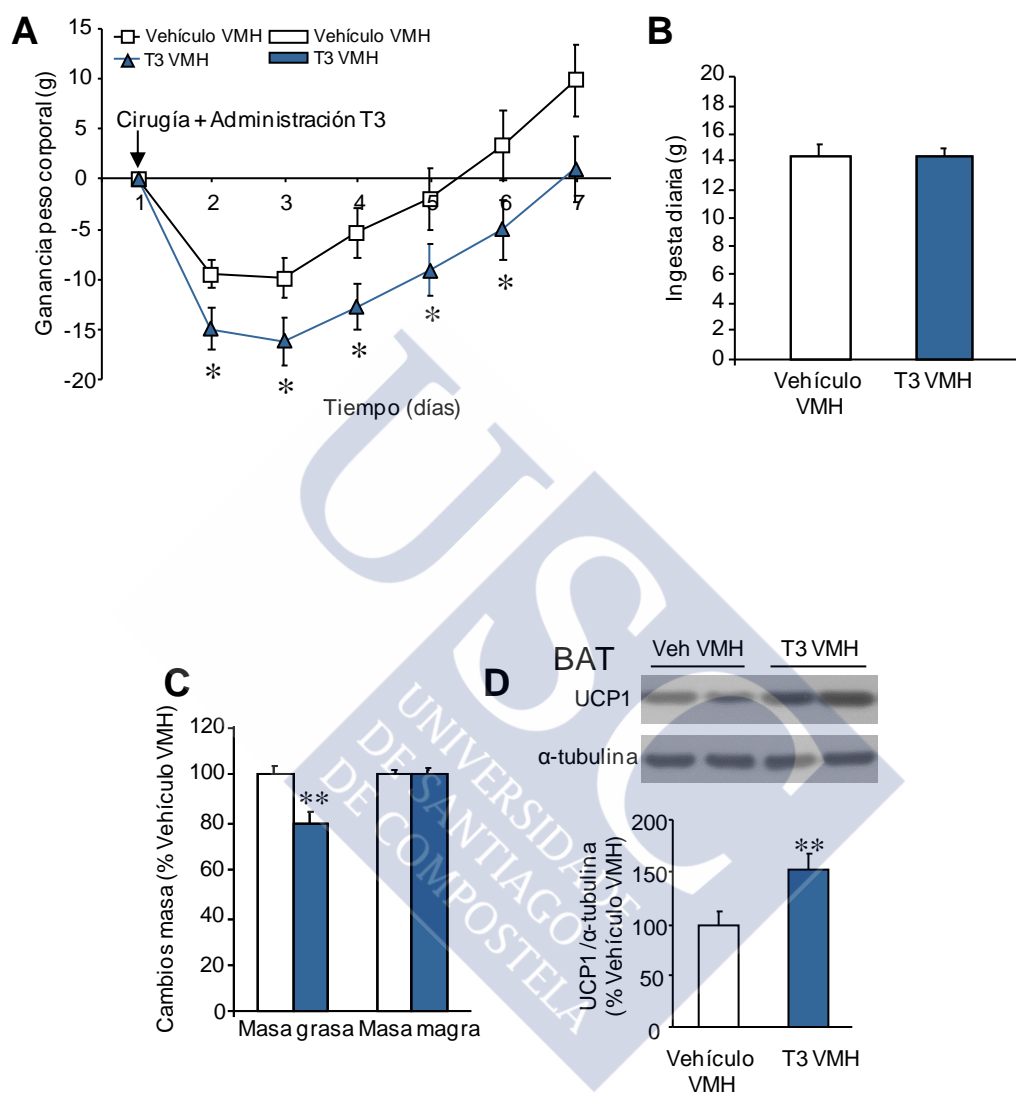 A
Vehículo VMH
Vehículo VMH
T3 VMH
T3 VMH
Cirugía + Administración T3
Ganancia peso corporal (g)
15
10
5
0
-5
-10
-15
-20
1
2
3
4
5
6
7
*
*
*
*
*
Tiempo (días)
B
Ingesta diaria (g)
20
18
16
14
12
10
8
6
4
2
0
Vehículo
VMH
T3 VMH
C
Cambios masa (% Vehículo VMH)
120
100
80
60
40
20
0
**
Masa grasa
Masa magra
D
BAT
Veh VMH
T3 VMH
UCP1
α-tubulina
UCP1/α-tubulina
(% Vehículo VMH)
200
150
100
50
0
**
Vehículo
VMH
T3 VMH
USC
UNIVERSIDADE
DE SANTIAGO
DE COMPOSTELA